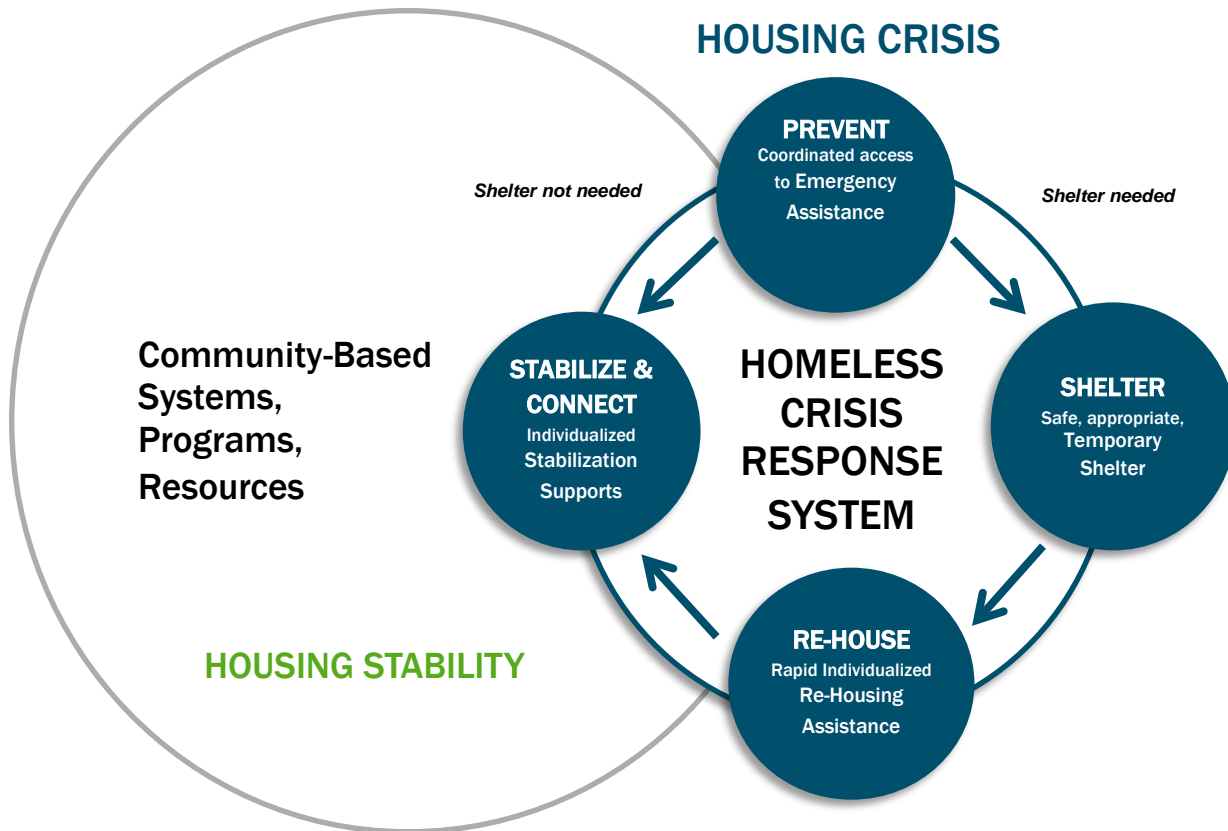 HOUSING CRISIS
PREVENT
Coordinated access
to Emergency
Assistance
Shelter not needed
Shelter needed
Community-Based
Systems,
Programs,
Resources
STABILIZE &
CONNECT
Individualized
Stabilization
Supports
HOMELESS
CRISIS
RESPONSE
SYSTEM
SHELTER
Safe, appropriate,
Temporary
Shelter
HOUSING STABILITY
RE-HOUSE
Rapid Individualized
Re-Housing
Assistance